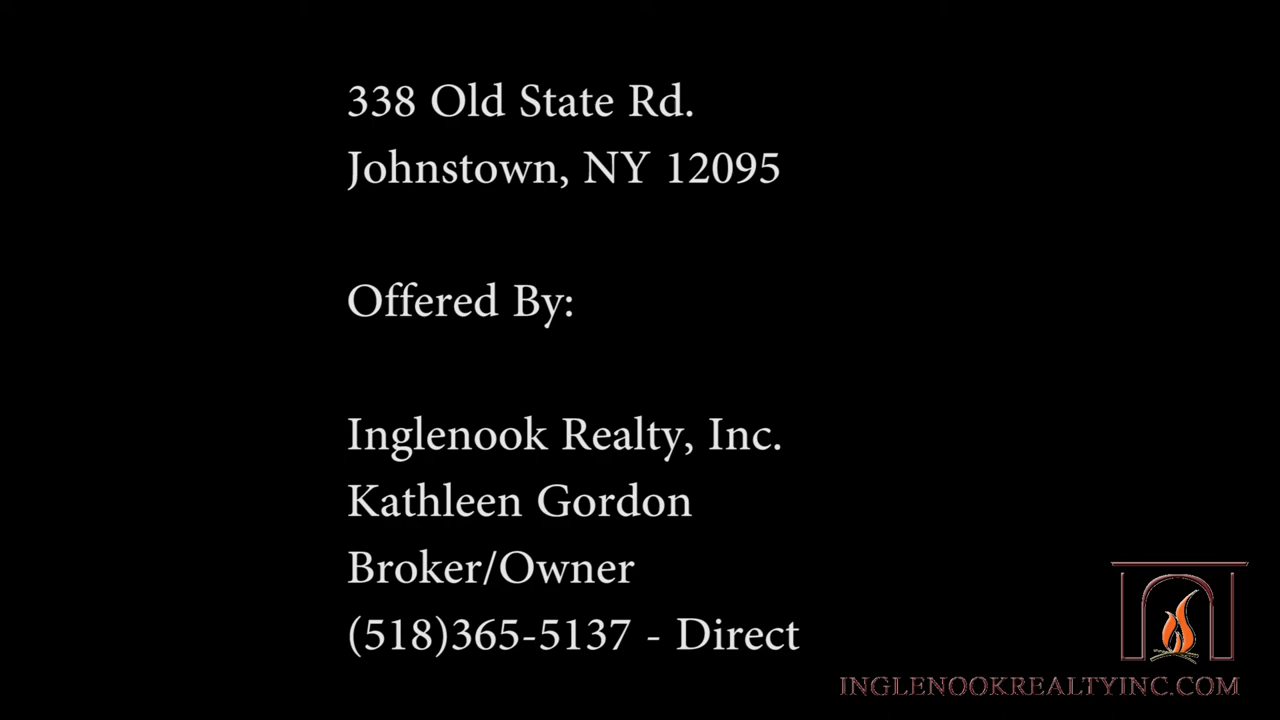 338 Old State Rd.
Johnstown, NY 12095
Offered By:
Inglenook Realty, Inc.
Kathleen Gordon
Broker/Owner
(518)365-5137 - Direct
INGLENOOKREALTYINC.COM